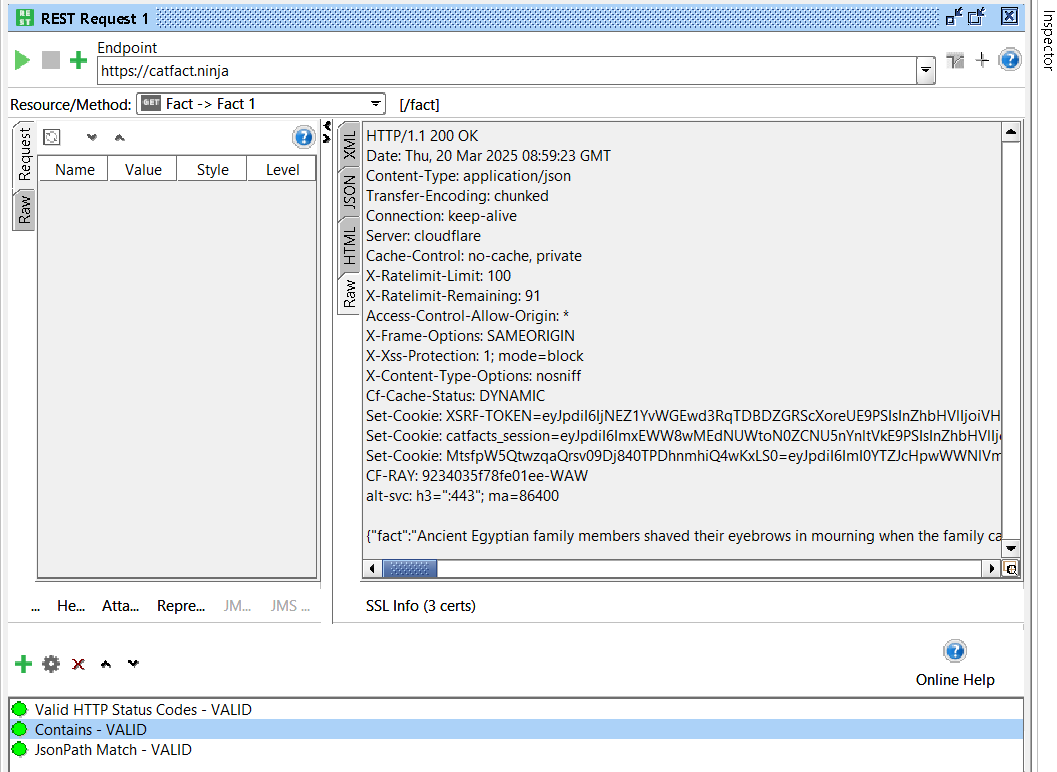 REST Request 1
Inspector
Endpoint
https://catfact.ninja
Resource/Method: GET Fact -> Fact 1 [/fact]
Request
Raw
Name Value Style Level
XML
JSON
HTML
Raw
HTTP/1.1 200 OK
Date: Thu, 20 Mar 2025 08:59:23 GMT
Content-Type: application/json
Transfer-Encoding: chunked
Connection: keep-alive
Server: cloudflare
Cache-Control: no-cache, private
X-Ratelimit-Limit: 100
X-Ratelimit-Remaining: 91
Access-Control-Allow-Origin: *
X-Frame-Options: SAMEORIGIN
X-Xss-Protection: 1; mode=block
X-Content-Type-Options: nosniff
Cf-Cache-Status: DYNAMIC
Set-Cookie:
Set-Cookie:
Set-Cookie:
CF-RAY: 9234035f78fe01ee-WAW
alt-svc: h3=":443"; ma=86400
{"fact":"Ancient Egyptian family members shaved their eyebrows in mourning when the family ca
... He... Atta... Repre... JM... JMS ...
SSL Info (3 certs)
Online Help
Valid HTTP Status Codes - VALID
Contains - VALID
JsonPath Match - VALID